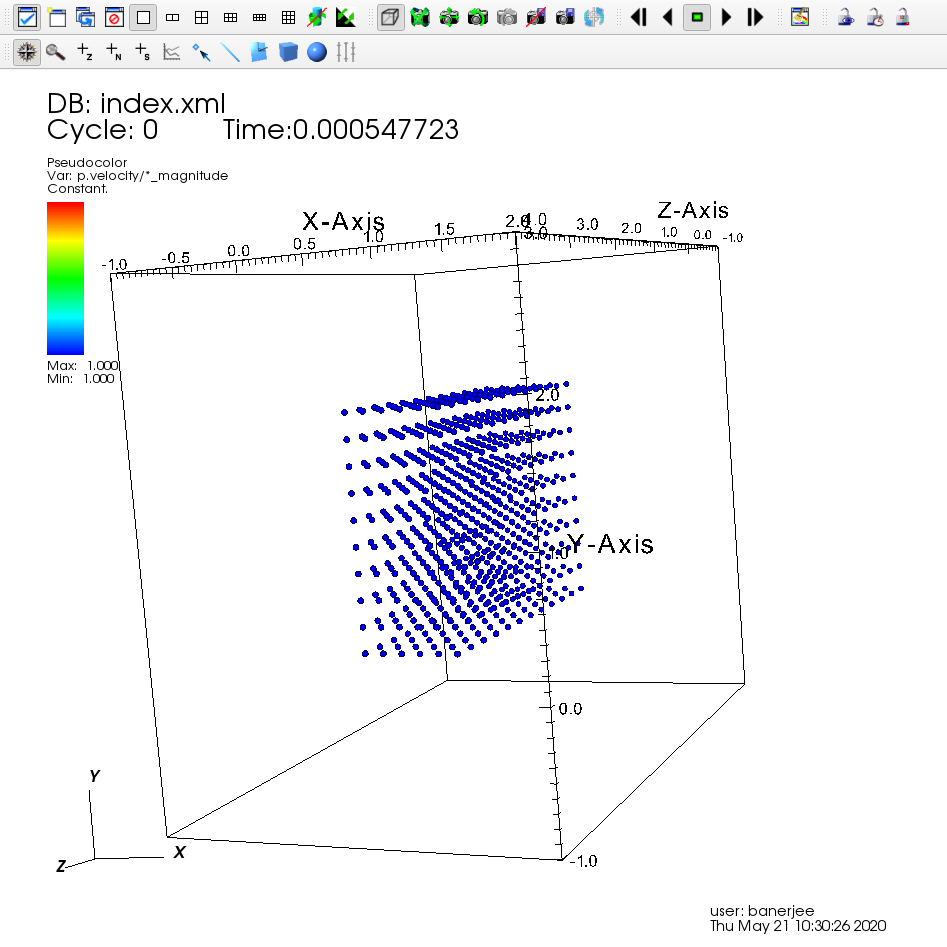 DB: index.xml
Cycle: 0 Time:0.000547723
Pseudocolor
Var: p.velocity/*_magnitude
Constant.
Max: 1.000
Min: 1.000
X-Axis
Z-Axis
-1.0 -0.5 0.0 0.5 1.0 1.5 2.0
4.0 3.0 2.0 1.0 0.0 -1.0
3.0
2.0
1.0
Y-Axis
0.0
-1.0
Y
Z
X
user: banerjee
Thu May 21 10:30:26 2020